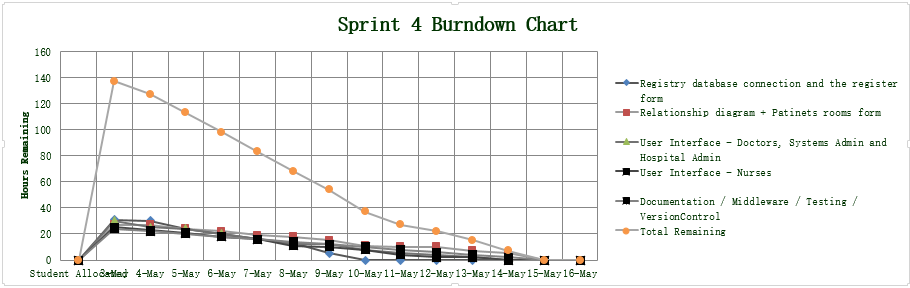 Sprint 4 Burndown Chart
160
140
120
100
80
60
40
20
0
Hours Remaining
Student Allocated 3-May 4-May 5-May 6-May 7-May 8-May 9-May 10-May 11-May 12-May 13-May 14-May 15-May 16-May
Registry database connection and the register
form
Relationship diagram + Patinets rooms form
User Interface - Doctors, Systems Admin and
Hospital Admin
User Interface - Nurses
Documentation / Middleware / Testing /
VersionControl
Total Remaining